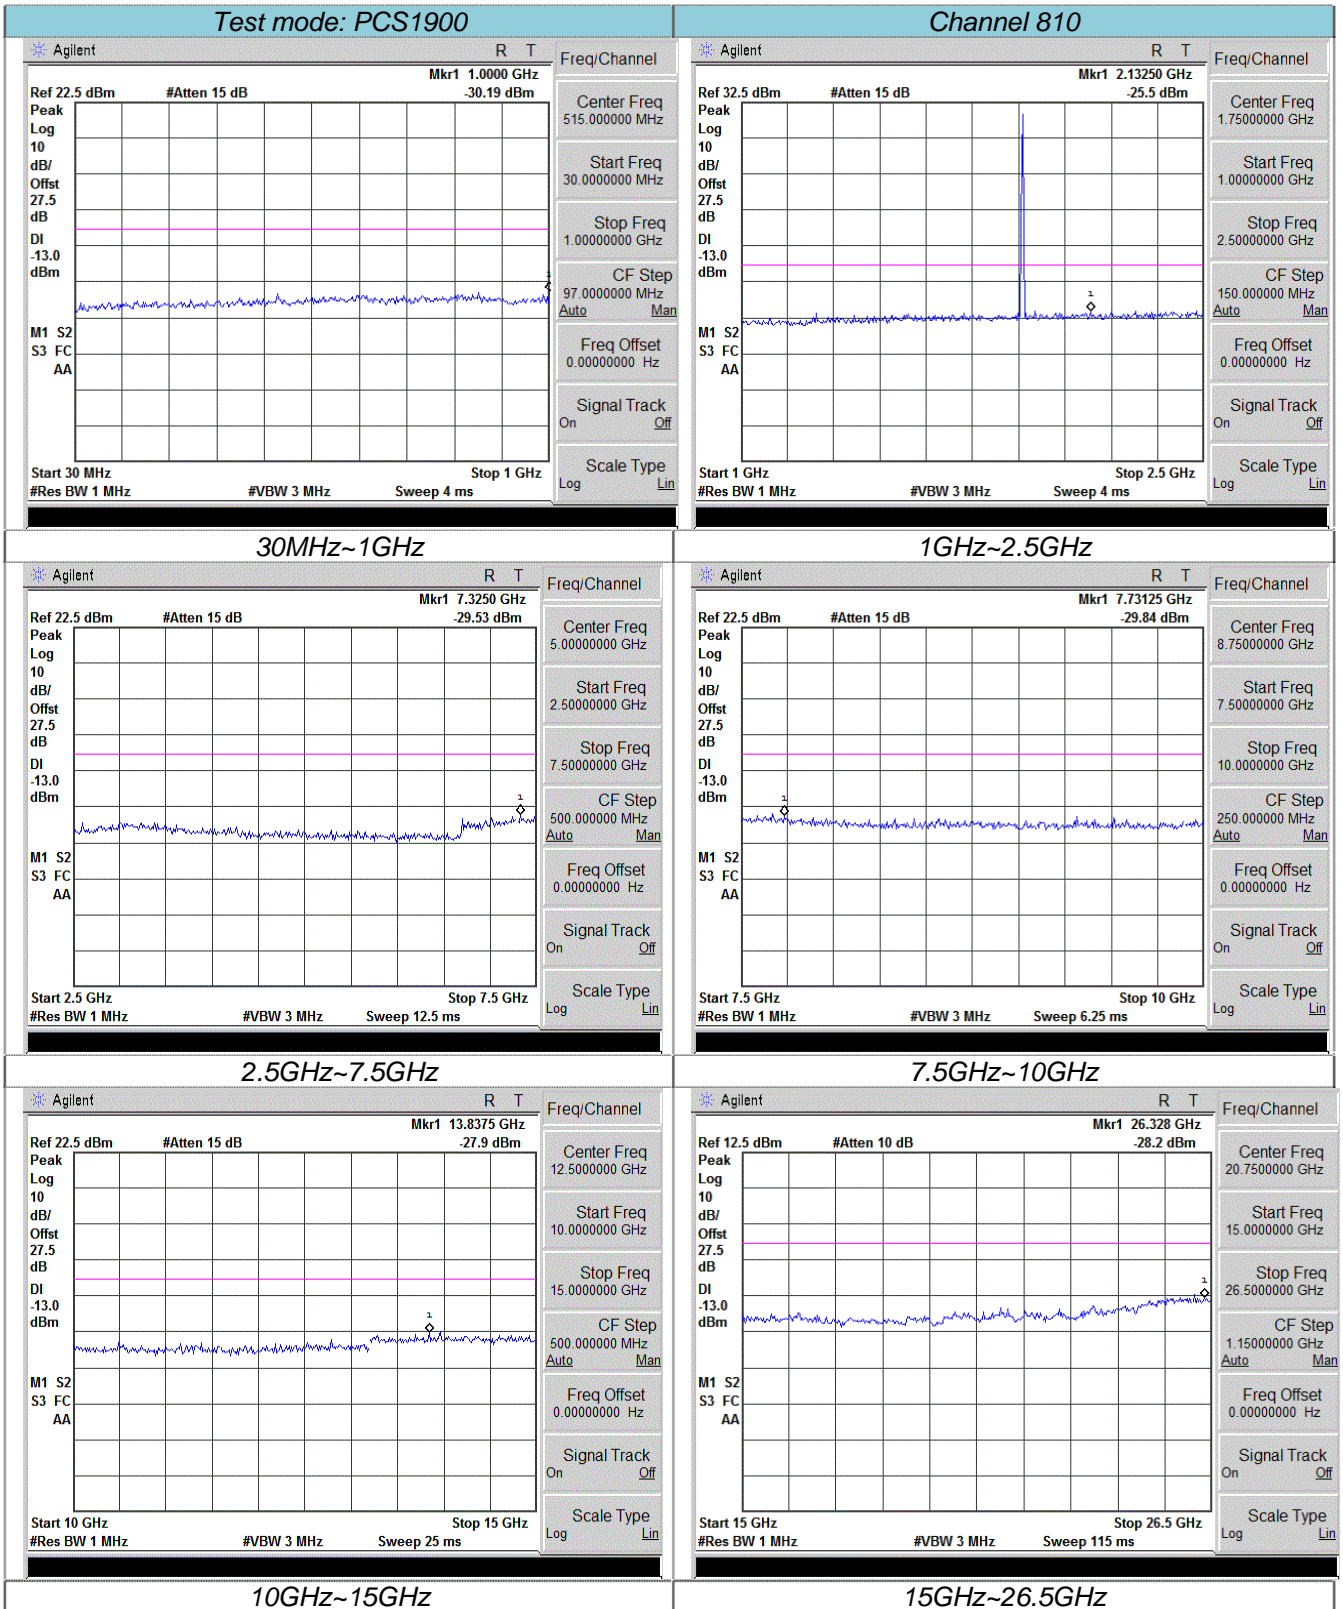 Test mode: PCS1900
Channel 810
Agilent R T
Freq/Channel
Mkr1 1.0000 GHz
Ref 22.5 dBm #Atten 15 dB -30.19 dBm
Peak
Log
10
dB/
Offst
27.5
dB
DI
-13.0
dBm
M1 S2
S3 FC
AA
1
Start 30 MHz Stop 1 GHz
#Res BW 1 MHz #VBW 3 MHz Sweep 4 ms
Center Freq
515.000000 MHz
Start Freq
30.0000000 MHz
Stop Freq
1.00000000 GHz
CF Step
97.0000000 MHz
Auto Man
Freq Offset
0.00000000 Hz
Signal Track
On Off
Scale Type
Log Lin
Agilent R T
Freq/Channel
Mkr1 2.13250 GHz
Ref 32.5 dBm #Atten 15 dB -25.5 dBm
Peak
Log
10
dB/
Offst
27.5
dB
DI
-13.0
dBm
M1 S2
S3 FC
AA
1
Start 1 GHz Stop 2.5 GHz
#Res BW 1 MHz #VBW 3 MHz Sweep 4 ms
Center Freq
1.75000000 GHz
Start Freq
1.00000000 GHz
Stop Freq
2.50000000 GHz
CF Step
150.000000 MHz
Auto Man
Freq Offset
0.00000000 Hz
Signal Track
On Off
Scale Type
Log Lin
30MHz~1GHz
1GHz~2.5GHz
Agilent R T
Freq/Channel
Mkr1 7.3250 GHz
Ref 22.5 dBm #Atten 15 dB -29.53 dBm
Peak
Log
10
dB/
Offst
27.5
dB
DI
-13.0
dBm
M1 S2
S3 FC
AA
1
Start 2.5 GHz Stop 7.5 GHz
#Res BW 1 MHz #VBW 3 MHz Sweep 12.5 ms
Center Freq
5.00000000 GHz
Start Freq
2.50000000 GHz
Stop Freq
7.50000000 GHz
CF Step
500.000000 MHz
Auto Man
Freq Offset
0.00000000 Hz
Signal Track
On Off
Scale Type
Log Lin
Agilent R T
Freq/Channel
Mkr1 7.73125 GHz
Ref 22.5 dBm #Atten 15 dB -29.84 dBm
Peak
Log
10
dB/
Offst
27.5
dB
DI
-13.0
dBm
M1 S2
S3 FC
AA
1
Start 7.5 GHz Stop 10 GHz
#Res BW 1 MHz #VBW 3 MHz Sweep 6.25 ms
Center Freq
8.75000000 GHz
Start Freq
7.50000000 GHz
Stop Freq
10.0000000 GHz
CF Step
250.000000 MHz
Auto Man
Freq Offset
0.00000000 Hz
Signal Track
On Off
Scale Type
Log Lin
2.5GHz~7.5GHz
7.5GHz~10GHz
Agilent R T
Freq/Channel
Mkr1 13.8375 GHz
Ref 22.5 dBm #Atten 15 dB -27.9 dBm
Peak
Log
10
dB/
Offst
27.5
dB
DI
-13.0
dBm
M1 S2
S3 FC
AA
1
Start 10 GHz Stop 15 GHz
#Res BW 1 MHz #VBW 3 MHz Sweep 25 ms
Center Freq
12.5000000 GHz
Start Freq
10.0000000 GHz
Stop Freq
15.0000000 GHz
CF Step
500.000000 MHz
Auto Man
Freq Offset
0.00000000 Hz
Signal Track
On Off
Scale Type
Log Lin
Agilent R T
Freq/Channel
Mkr1 26.328 GHz
Ref 12.5 dBm #Atten 10 dB -28.2 dBm
Peak
Log
10
dB/
Offst
27.5
dB
DI
-13.0
dBm
M1 S2
S3 FC
AA
1
Start 15 GHz Stop 26.5 GHz
#Res BW 1 MHz #VBW 3 MHz Sweep 115 ms
Center Freq
20.7500000 GHz
Start Freq
15.0000000 GHz
Stop Freq
26.5000000 GHz
CF Step
1.15000000 GHz
Auto Man
Freq Offset
0.00000000 Hz
Signal Track
On Off
Scale Type
Log Lin
10GHz~15GHz
15GHz~26.5GHz